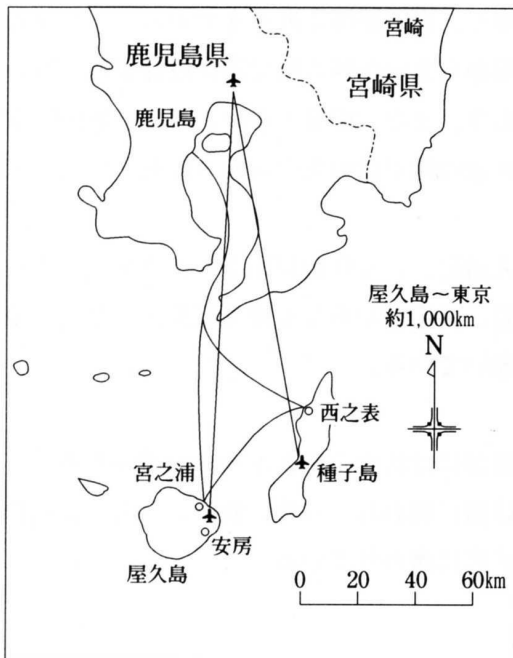 宮崎
鹿児島県
宮崎県
鹿児島
屋久島～東京
約1,000km
N
西之表
種子島
宮之浦
安房
屋久島
0 20 40 60km